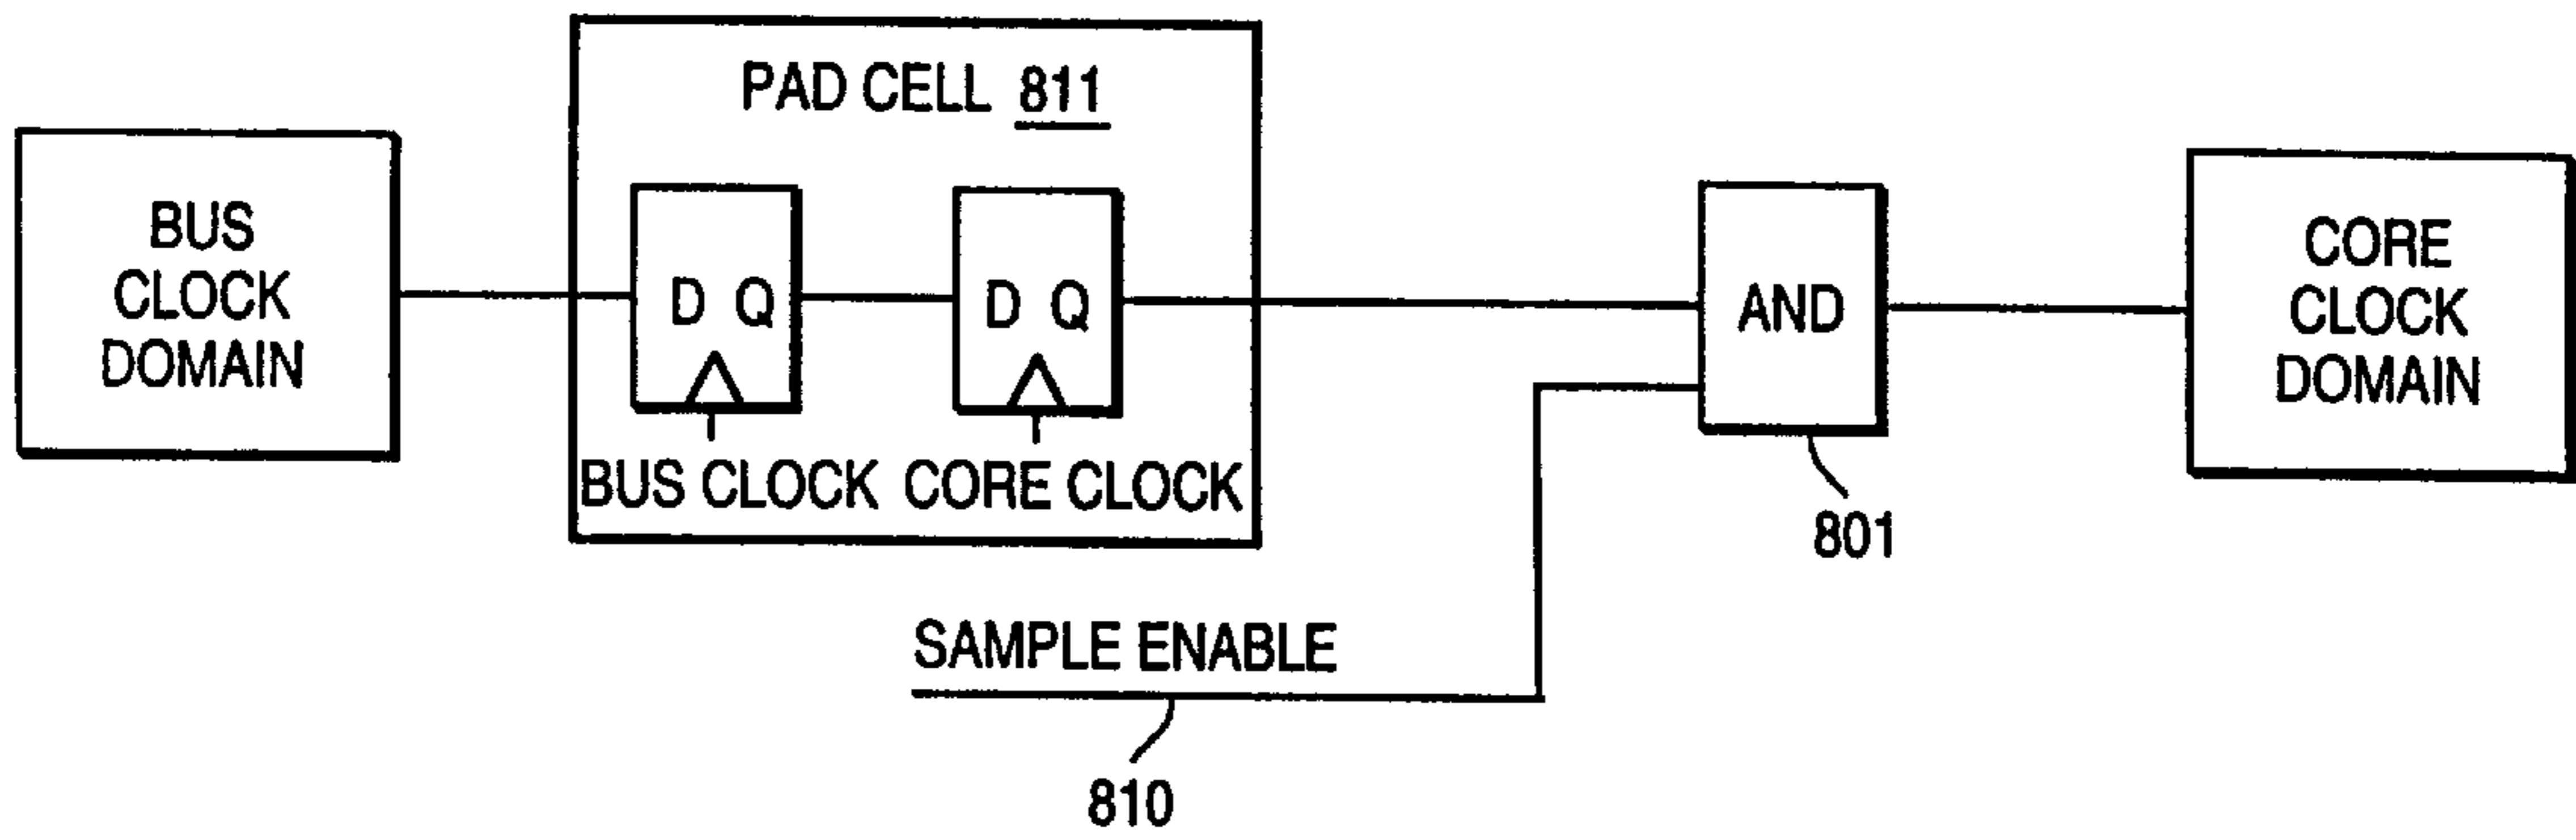 PAD CELL 811
BUS
CLOCK
DOMAIN
D Q
D Q
BUS CLOCK
CORE CLOCK
AND
801
CORE
CLOCK
DOMAIN
SAMPLE ENABLE
810